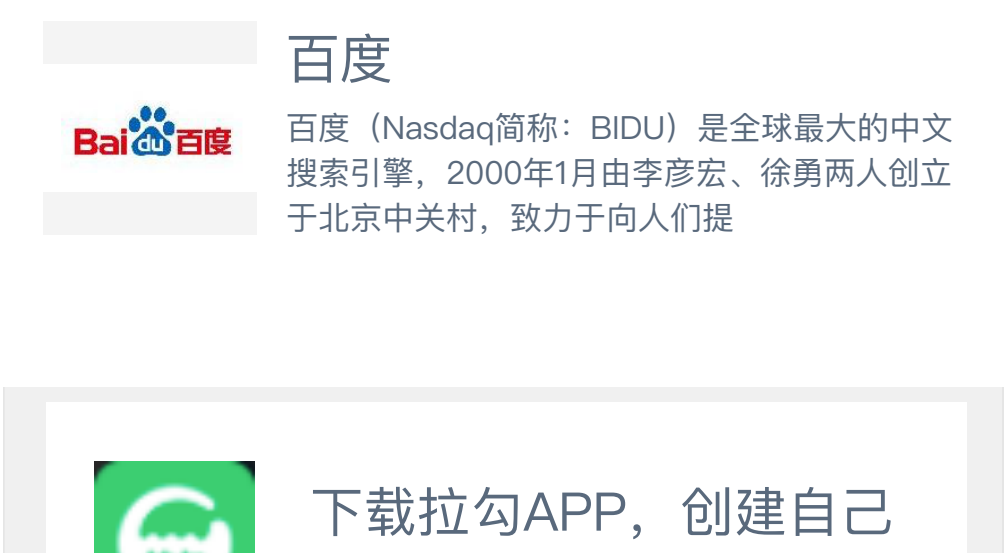 百度
Bai du 百度
百度（Nasdaq简称：BIDU）是全球最大的中文
搜索引擎，2000年1月由李彦宏、徐勇两人创立
于北京中关村，致力于向人们提
下载拉勾APP，创建自己